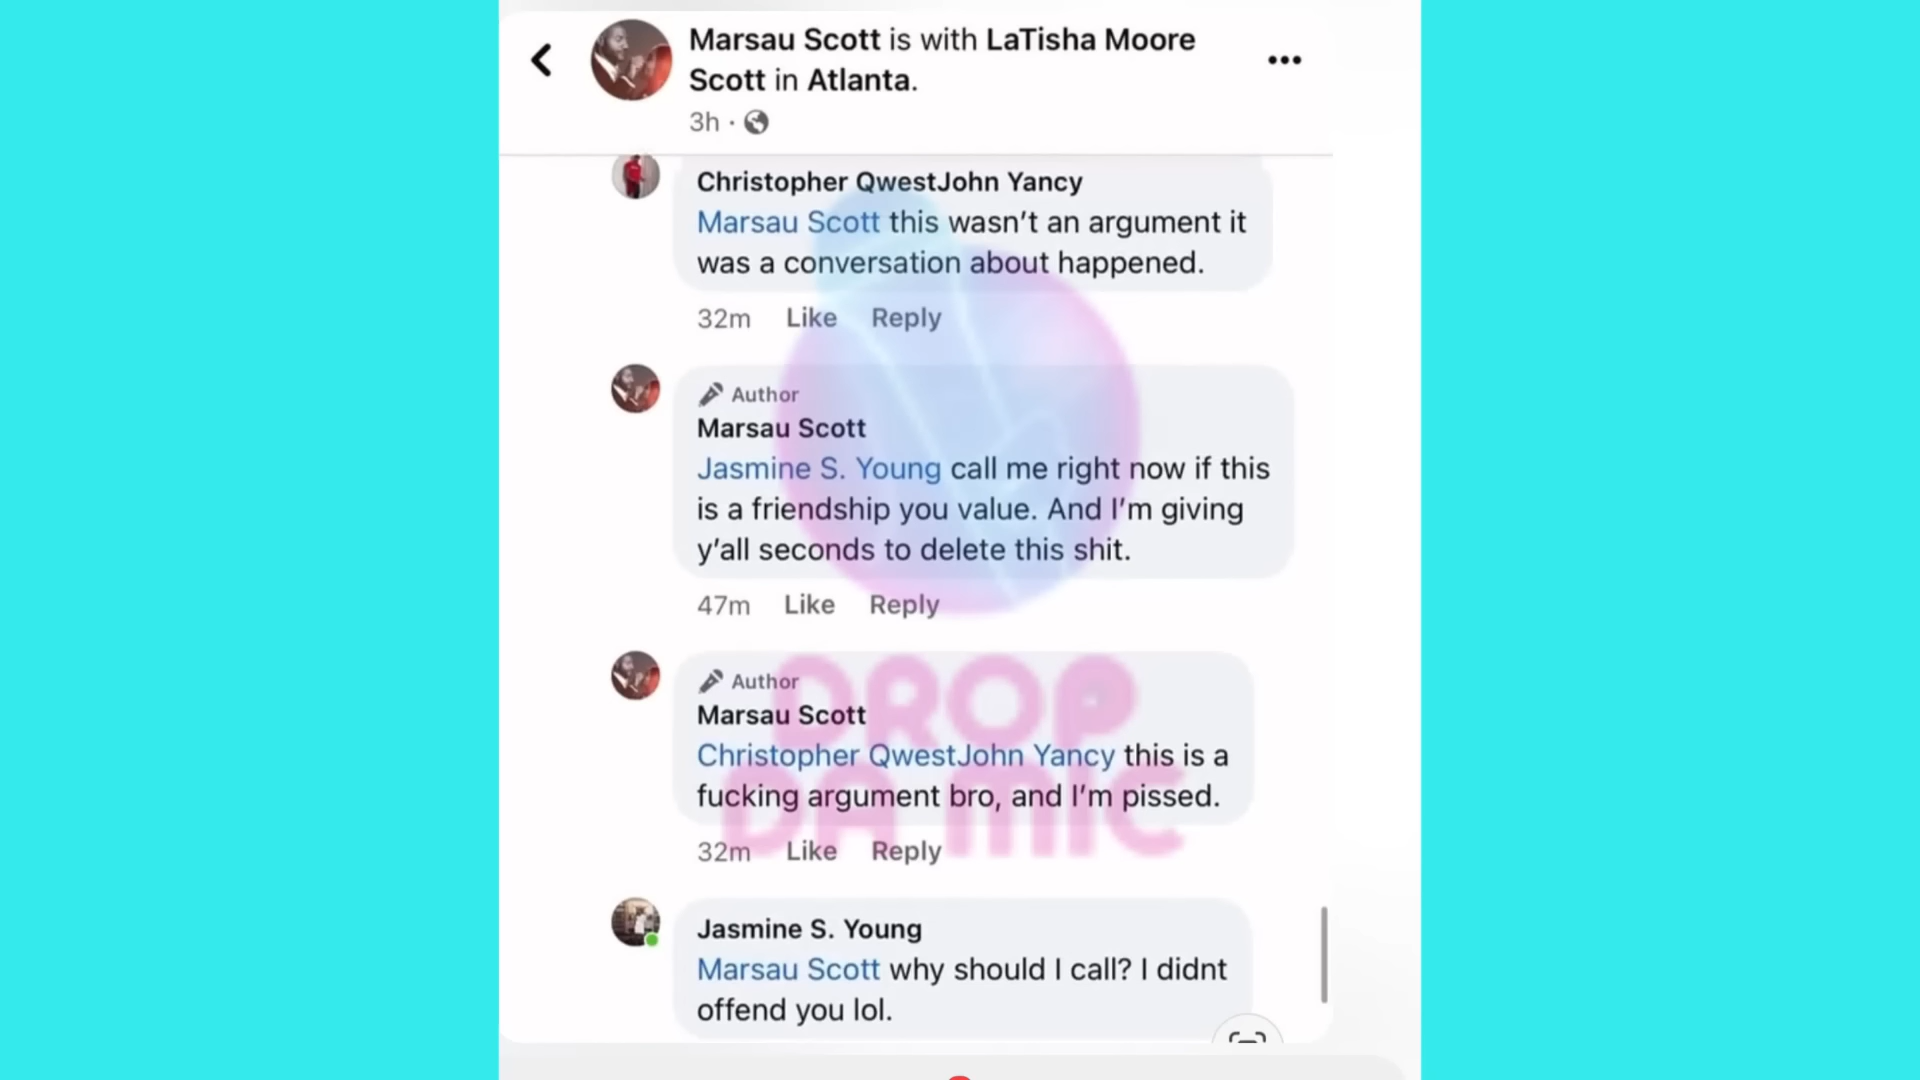 Marsau Scott is with LaTisha Moore
Scott in Atlanta.
3h ·
Christopher QwestJohn Yancy
Marsau Scott this wasn't an argument it
was a conversation about happened.
32m Like Reply
Author
Marsau Scott
Jasmine S. Young call me right now if this
is a friendship you value. And I'm giving
y'all seconds to delete this shit.
47m Like Reply
Author
Marsau Scott
Christopher QwestJohn Yancy this is a
fucking argument bro, and I'm pissed.
32m Like Reply
Jasmine S. Young
Marsau Scott why should I call? I didnt
offend you lol.
DROP
DA MIC